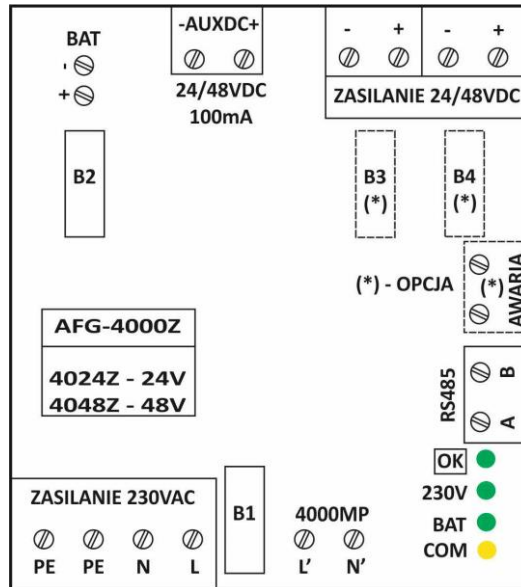 BAT
-
+
-AUXDC+
24/48VDC
100mA
- + - +
ZASILANIE 24/48VDC
B2
B3
(*)
B4
(*)
(*) - OPCJA
(*)
AWARIA
AFG-4000Z
4024Z - 24V
4048Z - 48V
RS485
B
A
OK
230V
BAT
COM
ZASILANIE 230VAC
PE PE N L
B1
4000MP
L' N'